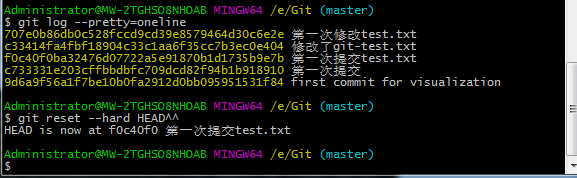 Administrator@MW-2TGHSO8NHOAB MINGW64 /e/Git (master)
$ git log --pretty=oneline
707e0b86db0c528fccd9cd39e8579464d30c6e2e 第一次修改test.txt
c33414fa4fbf18904c33c1aa6f35cc7b3ec0e404 修改了git-test.txt
f0c40f0ba32476d07722a5e91870b1d1735b9e7b 第一次提交test.txt
c733331e203cffbbdbfc709dcd82f94b1b918910 第一次提交
9d6a9f56a1f7be10b0fa2912d0bb095951531f84 first commit for visualization

Administrator@MW-2TGHSO8NHOAB MINGW64 /e/Git (master)
$ git reset --hard HEAD^^
HEAD is now at f0c40f0 第一次提交test.txt

Administrator@MW-2TGHSO8NHOAB MINGW64 /e/Git (master)
$